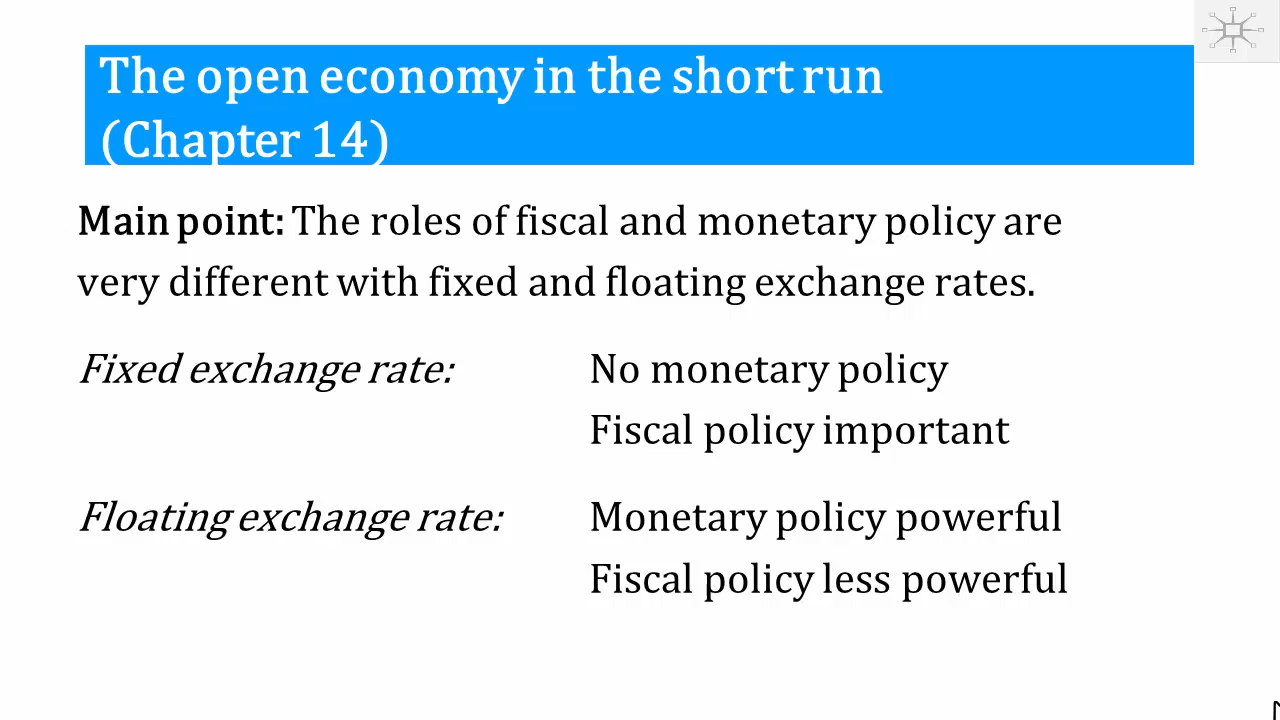 The open economy in the short run
(Chapter 14)
Main point: The roles of fiscal and monetary policy are
very different with fixed and floating exchange rates.
Fixed exchange rate: No monetary policy
Fiscal policy important
Floating exchange rate: Monetary policy powerful
Fiscal policy less powerful